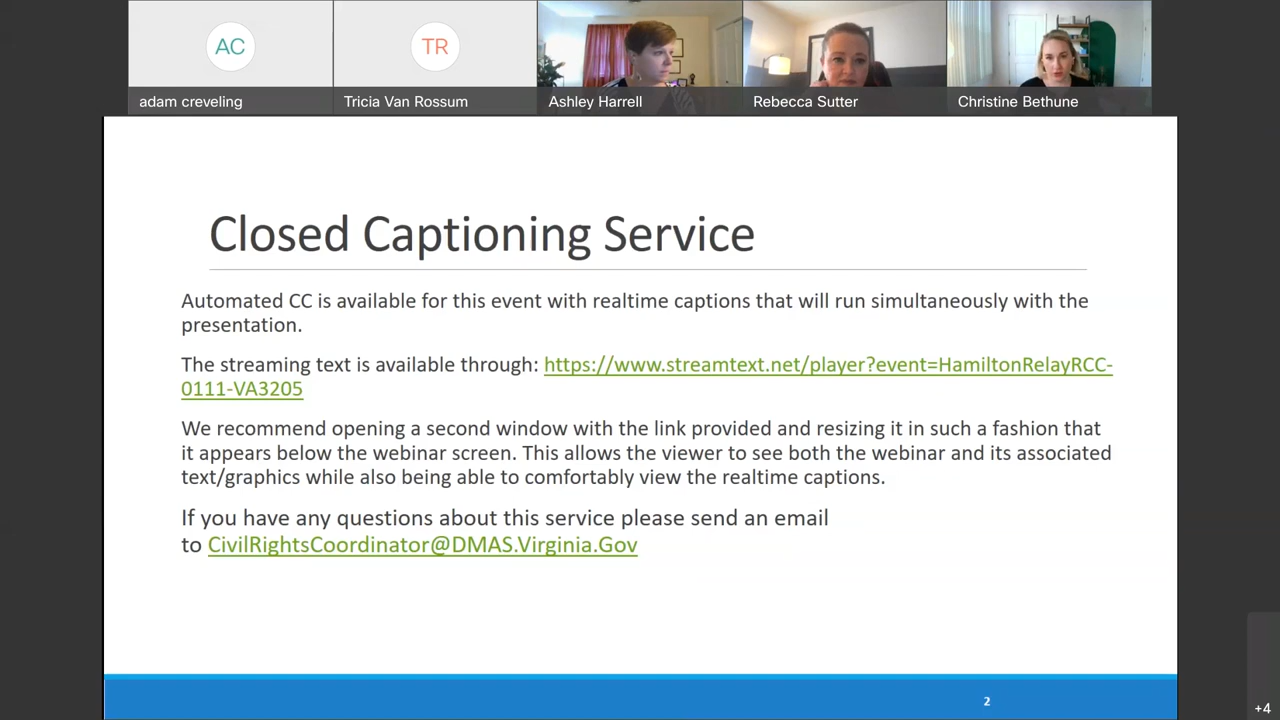 AC
TR
adam creveling
Tricia Van Rossum
Ashley Harrell
Rebecca Sutter
Christine Bethune
Closed Captioning Service
Automated CC is available for this event with realtime captions that will run simultaneously with the
presentation.
The streaming text is available through: https://www.streamtext.net/player?event=HamiltonRelayRCC-
0111-VA3205
We recommend opening a second window with the link provided and resizing it in such a fashion that
it appears below the webinar screen. This allows the viewer to see both the webinar and its associated
text/graphics while also being able to comfortably view the realtime captions.
If you have any questions about this service please send an email
to CivilRightsCoordinator@DMAS.Virginia.Gov
2
+4